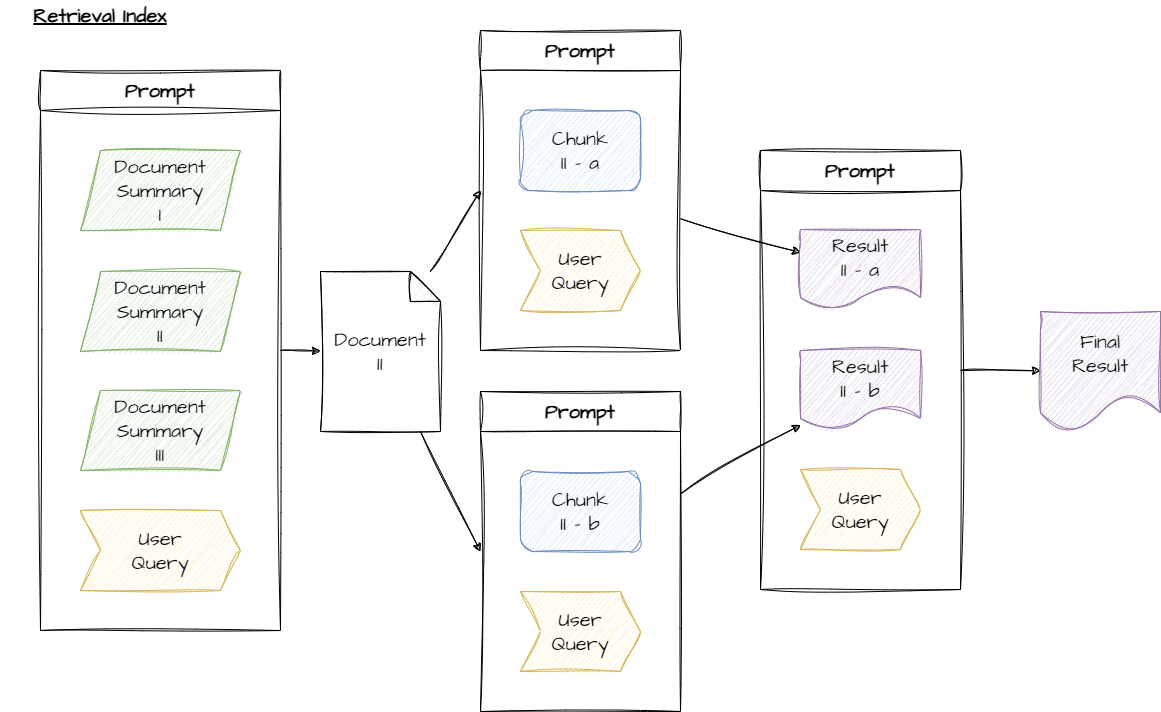 Retrieval Index
Prompt
Document
Summary
I
Document
Summary
II
Document
Summary
III
User
Query
Document
II
Prompt
Chunk
II - a
User
Query
Prompt
Chunk
II - b
User
Query
Prompt
Result
II - a
Result
II - b
User
Query
Final
Result